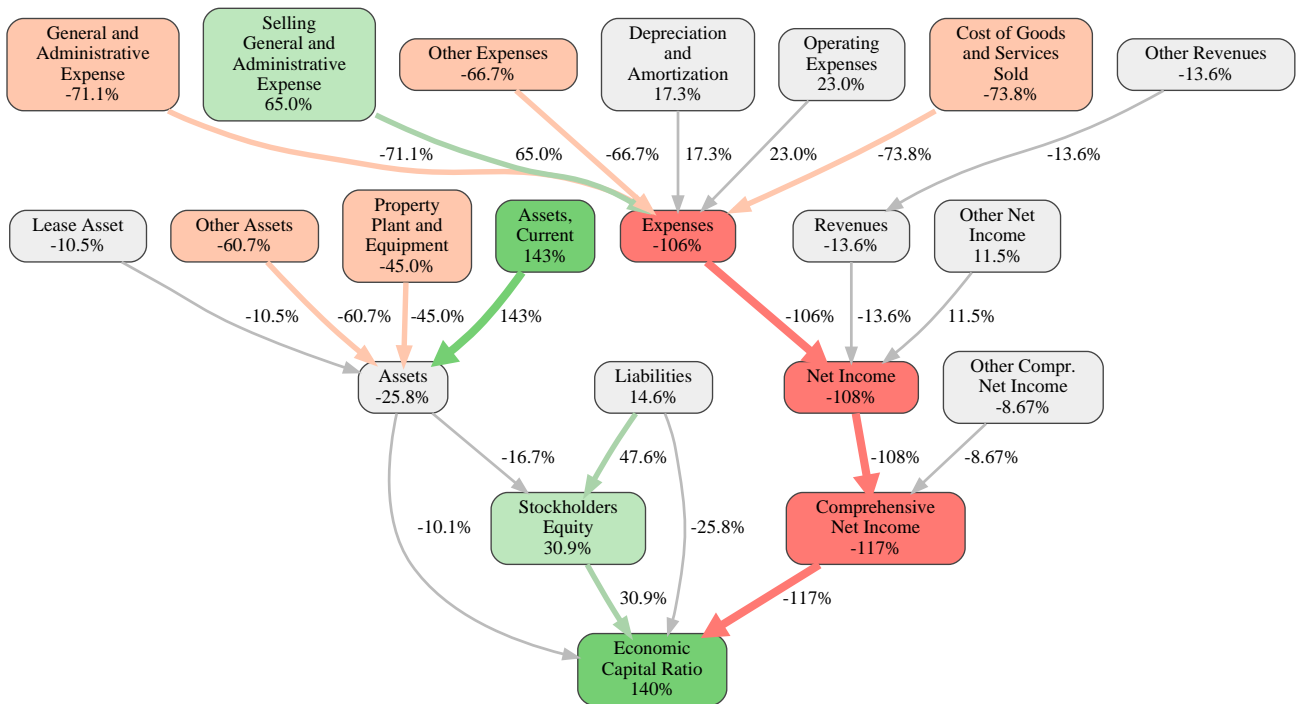 General and
Administrative
Expense
-71.1%
Selling
General and
Administrative
Expense
65.0%
Other Expenses
-66.7%
Depreciation
and
Amortization
17.3%
Operating
Expenses
23.0%
Cost of Goods
and Services
Sold
-73.8%
Other Revenues
-13.6%
-71.1%
65.0%
-66.7%
17.3%
23.0%
-73.8%
-13.6%
Lease Asset
-10.5%
Other Assets
-60.7%
Property
Plant and
Equipment
-45.0%
Assets,
Current
143%
Expenses
-106%
Revenues
-13.6%
Other Net
Income
11.5%
-10.5%
-60.7%
-45.0%
143%
-106%
-13.6%
11.5%
Assets
-25.8%
Liabilities
14.6%
Net Income
-108%
Other Compr.
Net Income
-8.67%
-16.7%
47.6%
-108%
-8.67%
-10.1%
Stockholders
Equity
30.9%
-25.8%
Comprehensive
Net Income
-117%
30.9%
-117%
Economic
Capital Ratio
140%